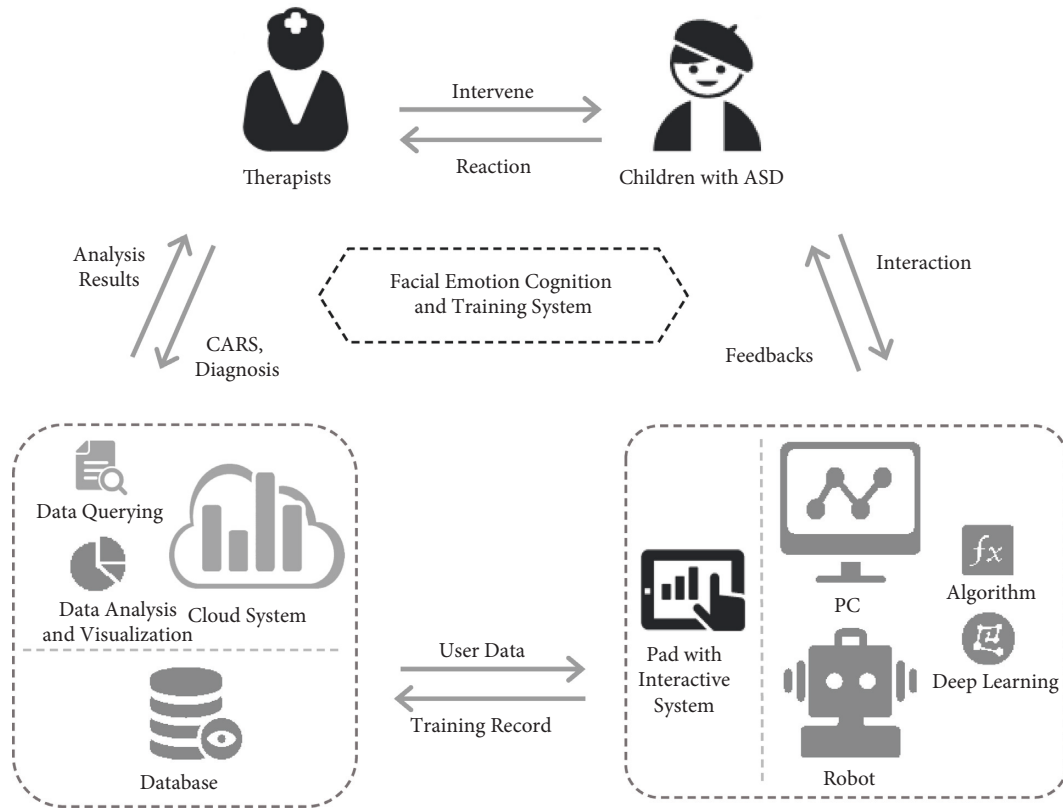 Intervene
Reaction
Therapists
Children with ASD
Analysis
Results
CARS,
Diagnosis
Facial Emotion Cognition
and Training System
Interaction
Feedbacks
Data Querying
Data Analysis
and Visualization
Cloud System
Database
User Data
Training Record
Pad with
Interactive
System
PC
fx
Algorithm
Deep Learning
Robot